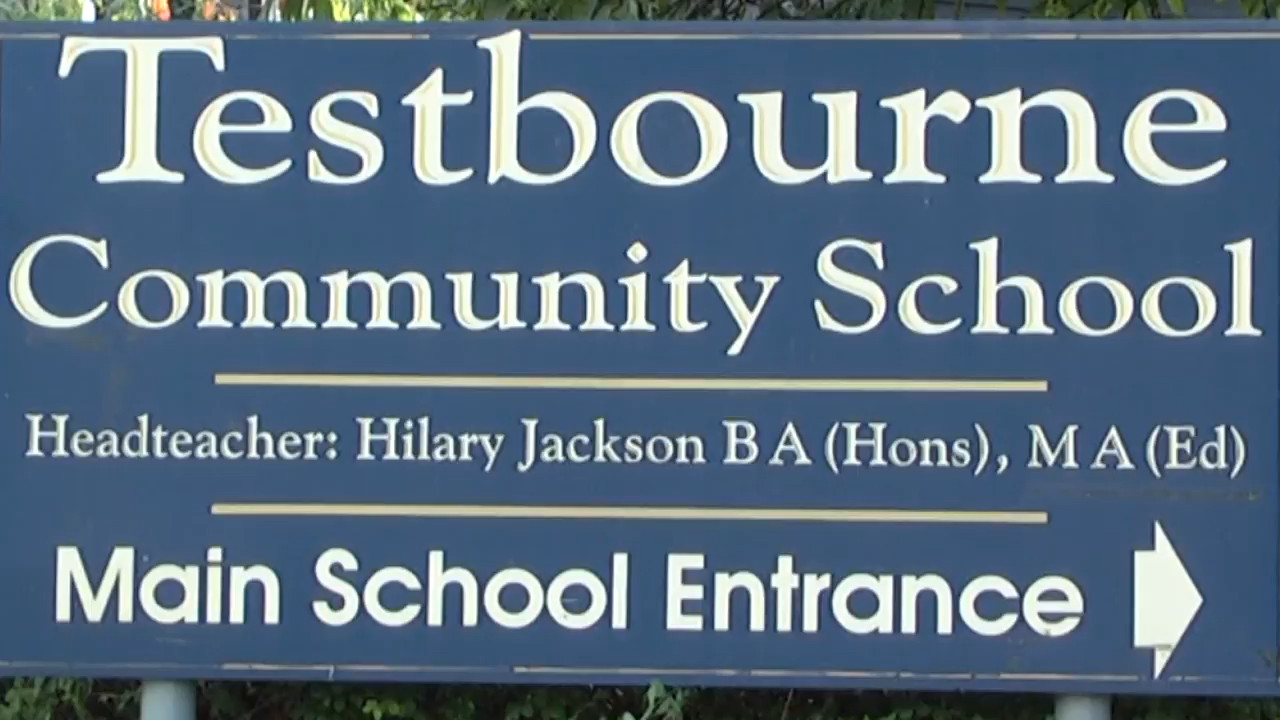 Testbourne
Community School
Headteacher: Hilary Jackson B A (Hons), M A (Ed)
Main School Entrance